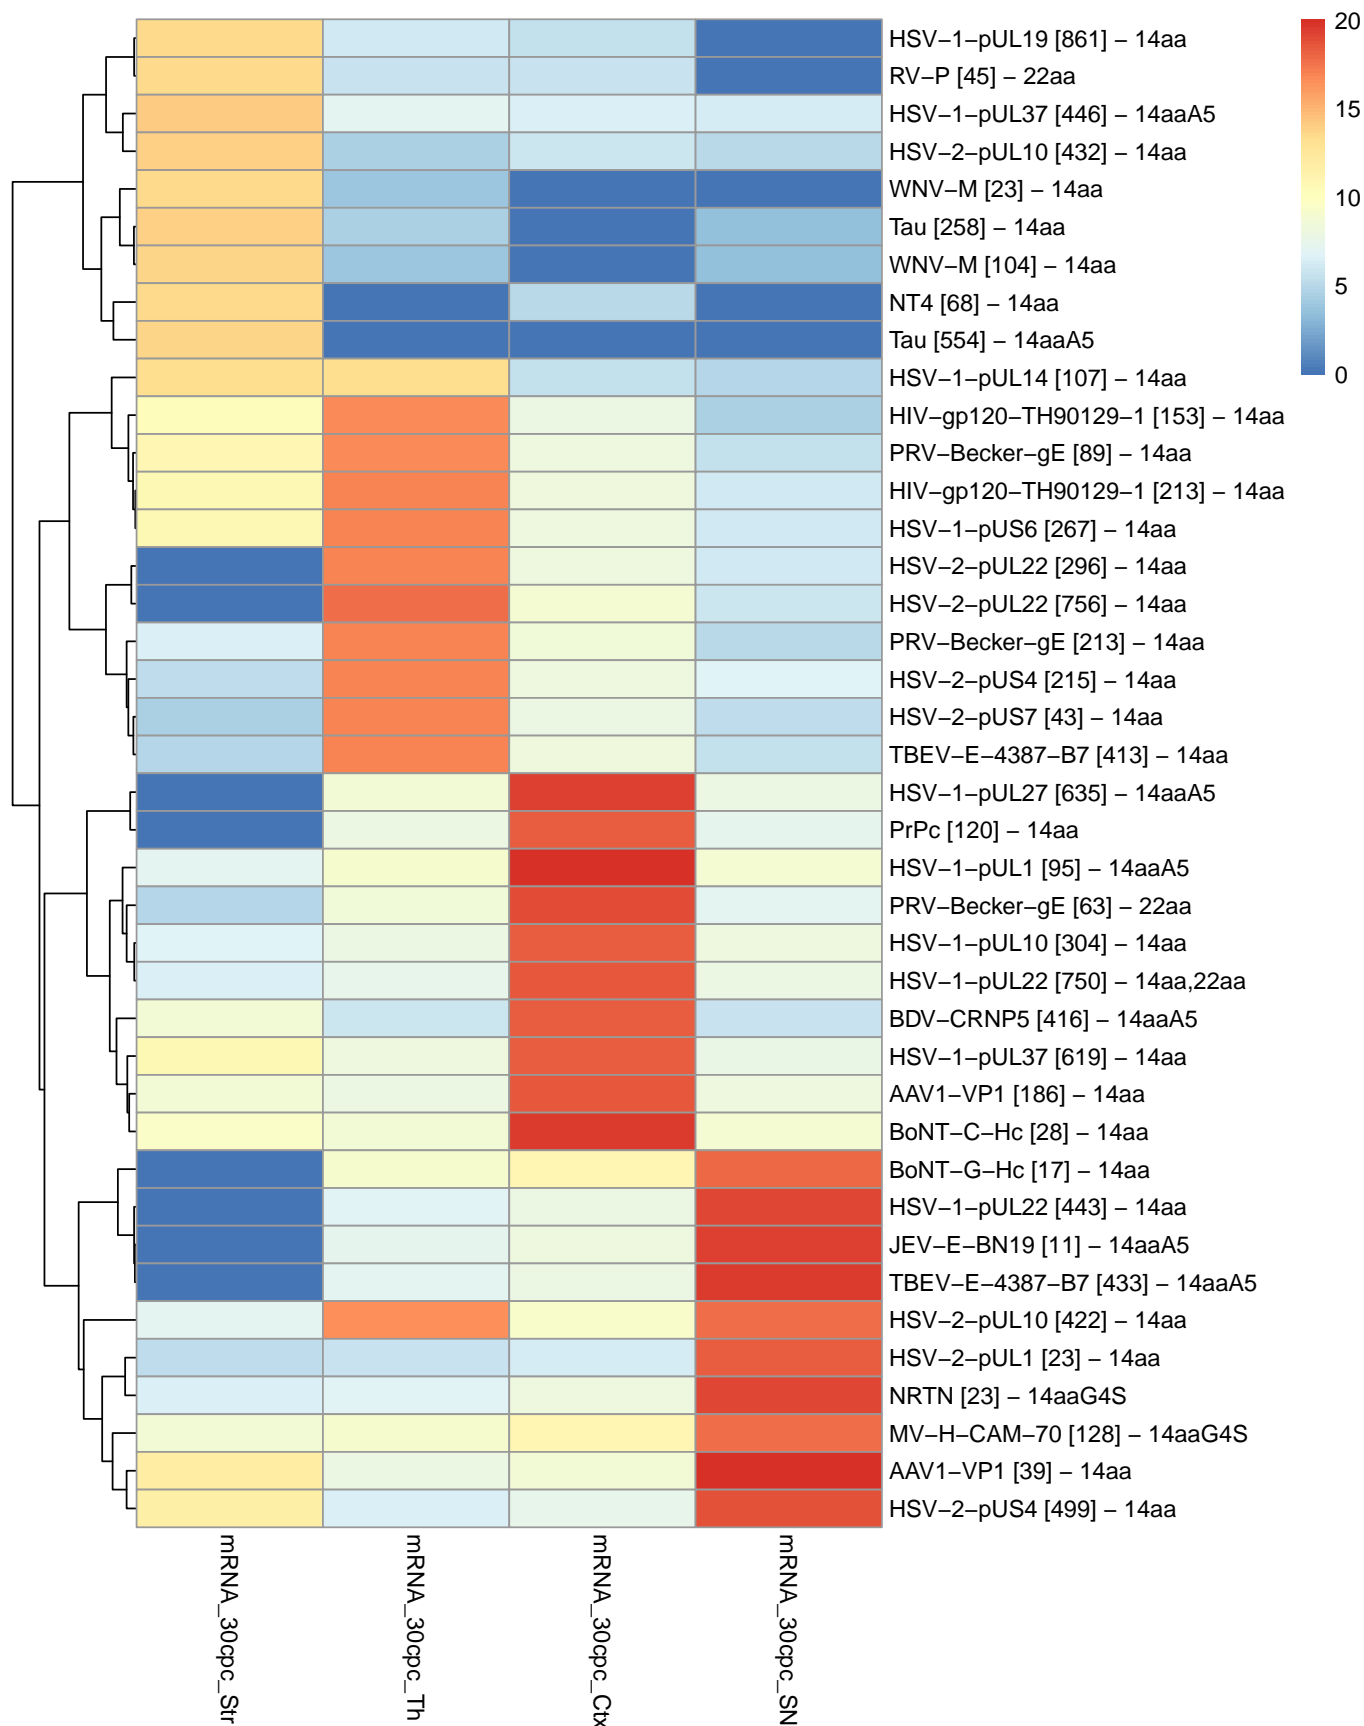 HSV−1−pUL19 [861] − 14aa
RV−P [45] − 22aa
HSV−1−pUL37 [446] − 14aaA5
HSV−2−pUL10 [432] − 14aa
WNV−M [23] − 14aa
Tau [258] − 14aa
WNV−M [104] − 14aa
NT4 [68] − 14aa
Tau [554] − 14aaA5
HSV−1−pUL14 [107] − 14aa
HIV−gp120−TH90129−1 [153] − 14aa
PRV−Becker−gE [89] − 14aa
HIV−gp120−TH90129−1 [213] − 14aa
HSV−1−pUS6 [267] − 14aa
HSV−2−pUL22 [296] − 14aa
HSV−2−pUL22 [756] − 14aa
PRV−Becker−gE [213] − 14aa
HSV−2−pUS4 [215] − 14aa
HSV−2−pUS7 [43] − 14aa
TBEV−E−4387−B7 [413] − 14aa
HSV−1−pUL27 [635] − 14aaA5
PrPc [120] − 14aa
HSV−1−pUL1 [95] − 14aaA5
PRV−Becker−gE [63] − 22aa
HSV−1−pUL10 [304] − 14aa
HSV−1−pUL22 [750] − 14aa,22aa
BDV−CRNP5 [416] − 14aaA5
HSV−1−pUL37 [619] − 14aa
AAV1−VP1 [186] − 14aa
BoNT−C−Hc [28] − 14aa
BoNT−G−Hc [17] − 14aa
HSV−1−pUL22 [443] − 14aa
JEV−E−BN19 [11] − 14aaA5
TBEV−E−4387−B7 [433] − 14aaA5
HSV−2−pUL10 [422] − 14aa
HSV−2−pUL1 [23] − 14aa
NRTN [23] − 14aaG4S
MV−H−CAM−70 [128] − 14aaG4S
AAV1−VP1 [39] − 14aa
HSV−2−pUS4 [499] − 14aa
mRNA_30cpc_Str
mRNA_30cpc_Th
mRNA_30cpc_Ctx
mRNA_30cpc_SN
20
15
10
5
0